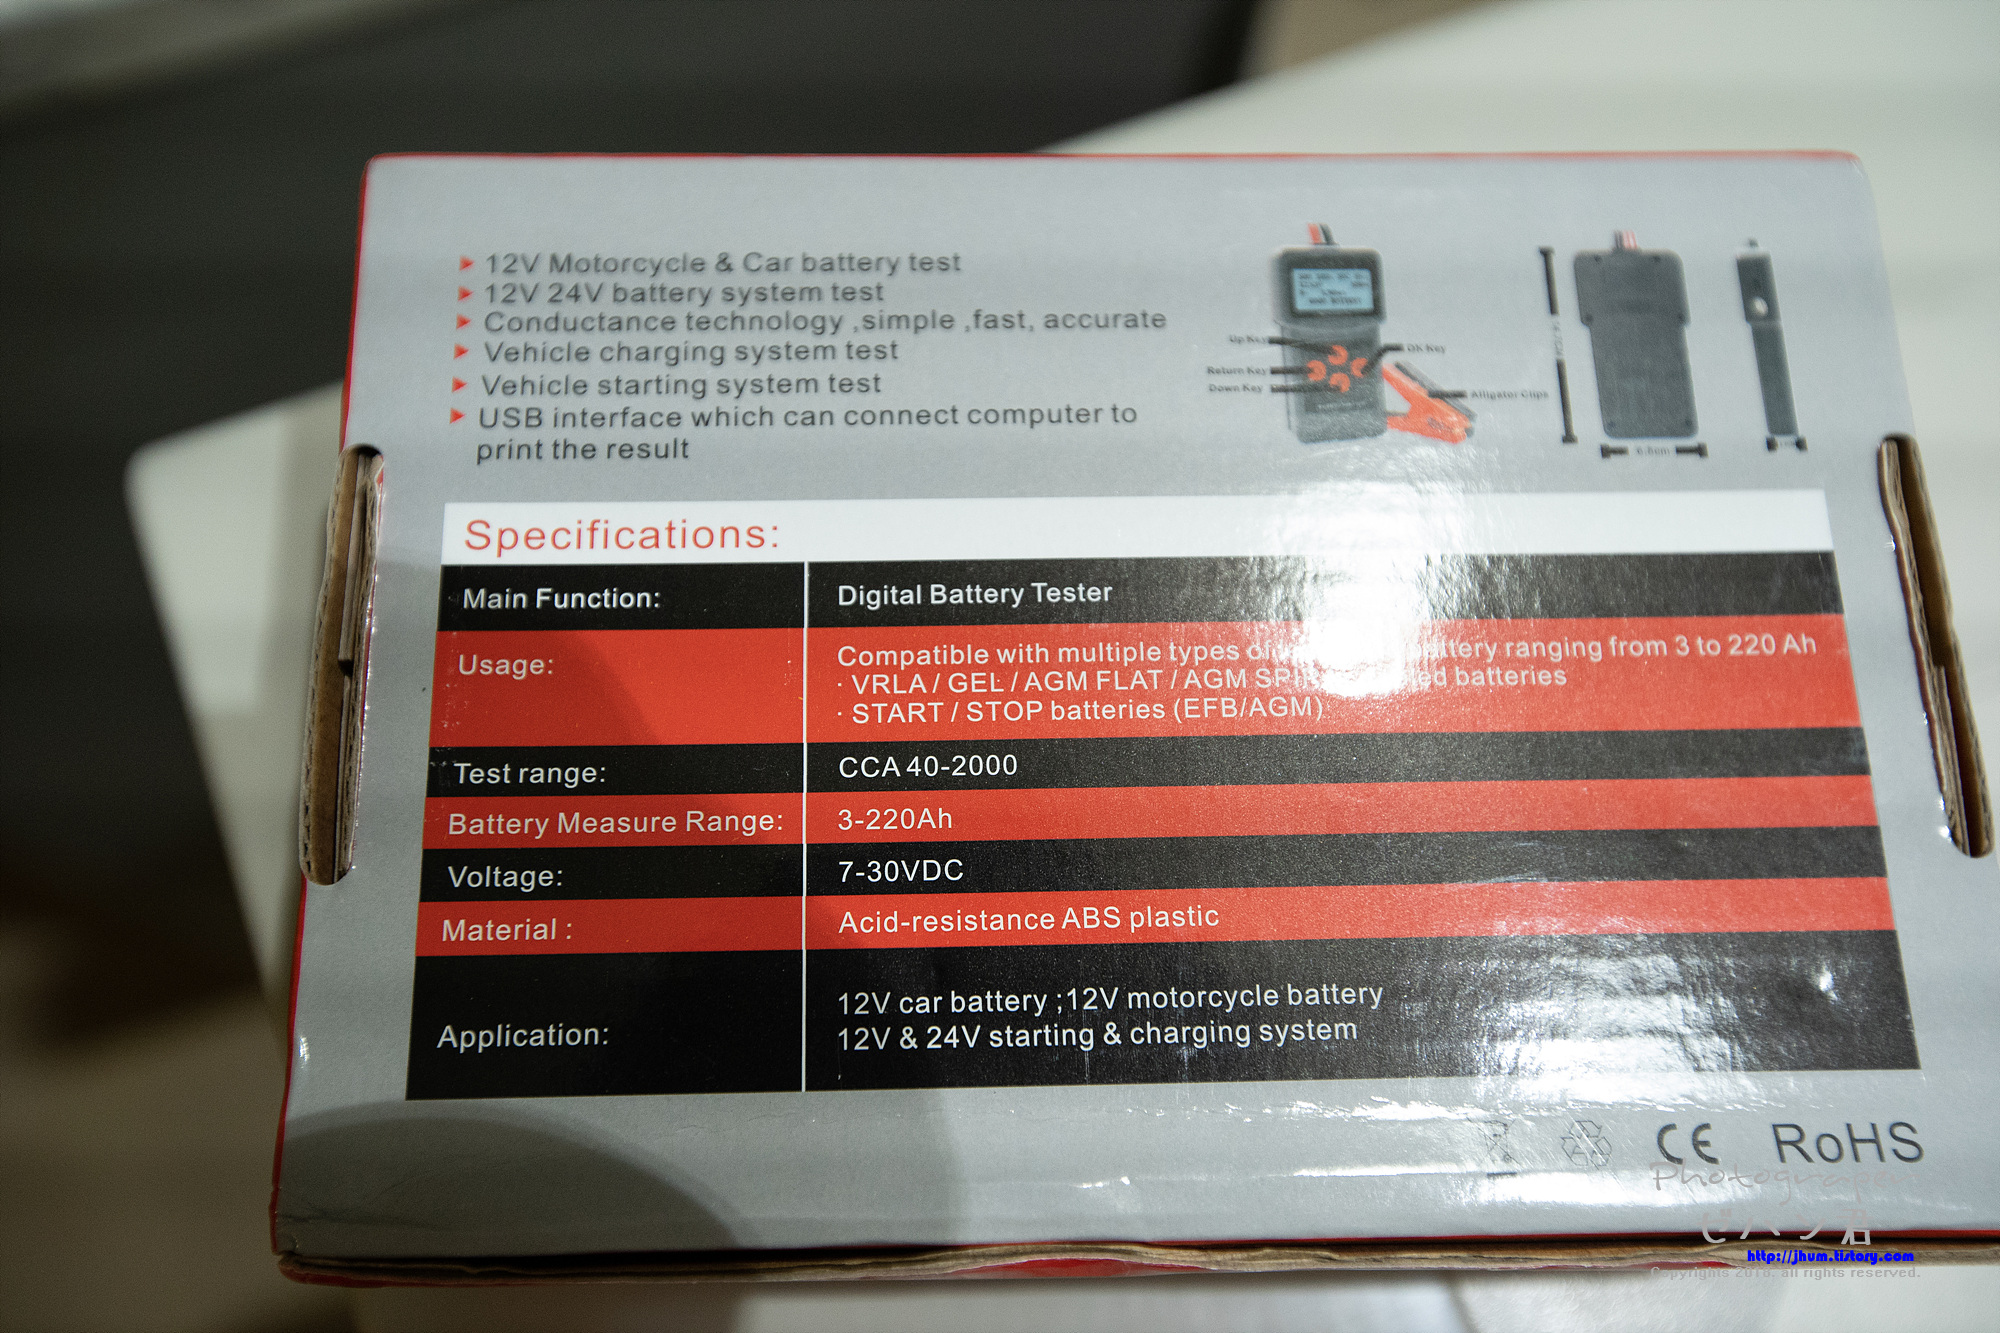 12V Motorcycle & Car battery test
12V 24V battery system test
Conductance technology ,simple ,fast, accurate
Vehicle charging system test
Vehicle starting system test
USB interface which can connect computer to
print the result
Up Key
OK Key
Return Key
Down Key
Alligator Clips
Specifications:
Main Function:
Digital Battery Tester
Usage:
Compatible with multiple types of ranging from 3 to 220 Ah
· VRLA / GEL / AGM FLAT / AGM batteries
· START / STOP batteries (EFB/AGM)
Test range:
CCA 40-2000
Battery Measure Range:
3-220Ah
Voltage:
7-30VDC
Material :
Acid-resistance ABS plastic
Application:
12V car battery ;12V motorcycle battery
12V & 24V starting & charging system
CE RoHS
http://jhum.tistory.com
all rights reserved.